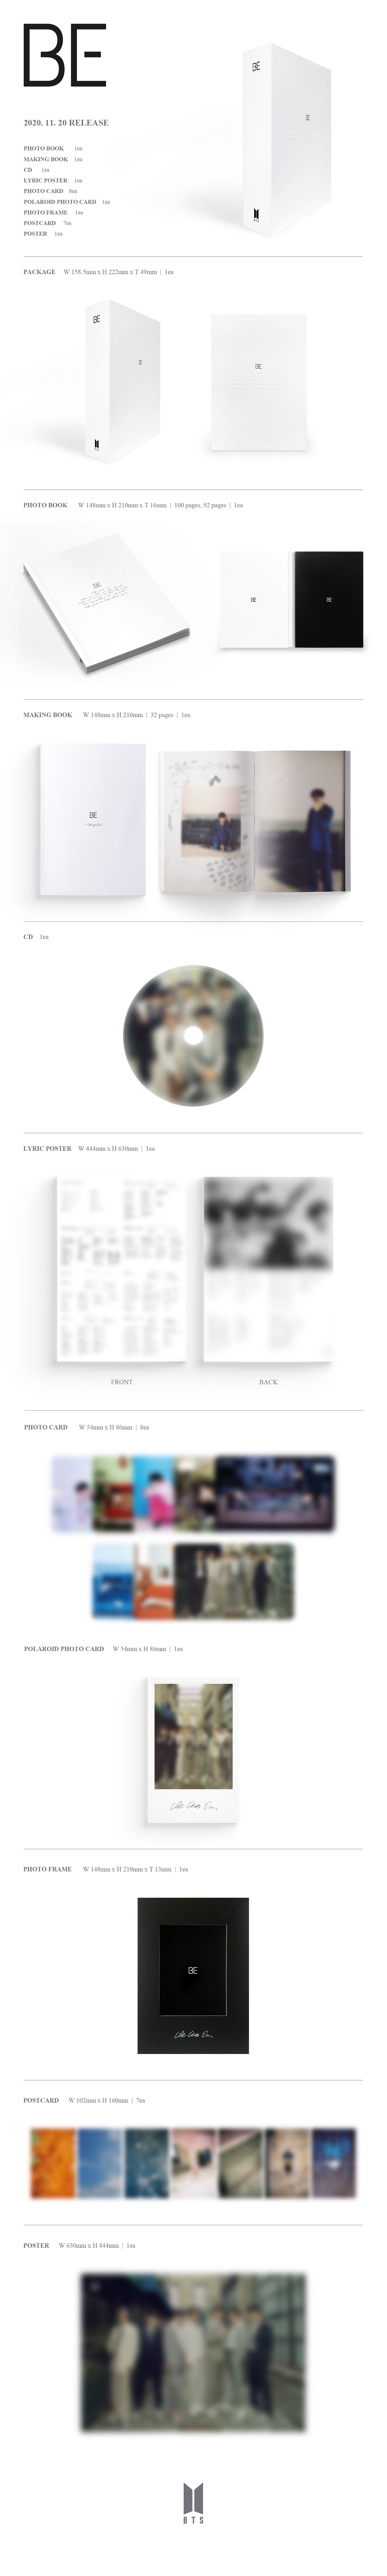 BE
2020. 11. 20 RELEASE
PHOTO BOOK 1ea
MAKING BOOK 1ea
CD 1ea
LYRIC POSTER 1ea
PHOTO CARD 8ea
POLAROID PHOTO CARD 1ea
PHOTO FRAME 1ea
POSTCARD 7ea
POSTER 1ea
BE
BE
BTS
PACKAGE W 158.5mm x H 222mm x T 49mm | 1ea
BE
BE
BE
BTS
PHOTO BOOK W 148mm x H 210mm x T 16mm | 100 pages, 92 pages | 1ea
BE
BE
BE
MAKING BOOK W 148mm x H 210mm | 32 pages | 1ea
BE
CD 1ea
LYRIC POSTER W 444mm x H 630mm | 1ea
FRONT
BACK
PHOTO CARD W 54mm x H 86mm | 8ea
POLAROID PHOTO CARD W 54mm x H 86mm | 1ea
Life Goes On
PHOTO FRAME W 148mm x H 210mm x T 13mm | 1ea
BE
Life Goes On
POSTCARD W 102mm x H 160mm | 7ea
POSTER W 630mm x H 444mm | 1ea
BTS